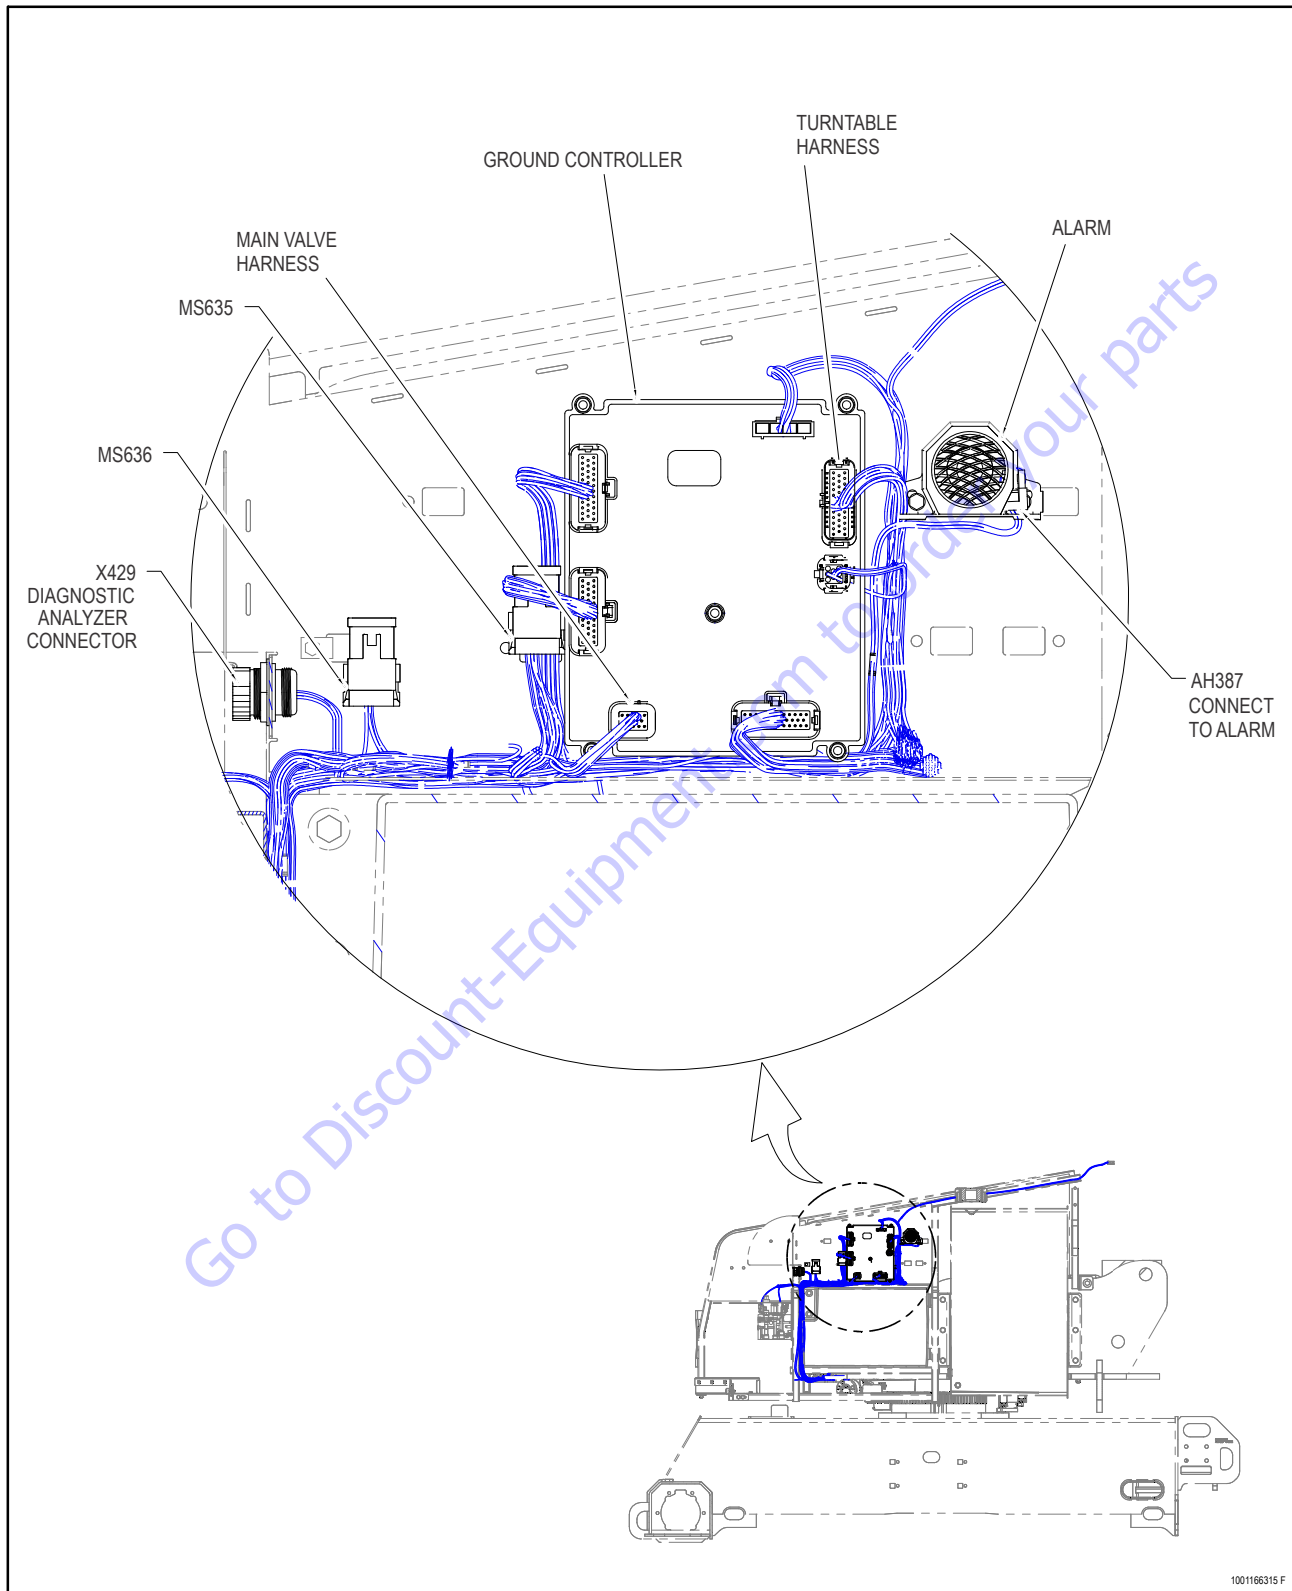 TURNTABLE
HARNESS
GROUND CONTROLLER
ALARM
MAIN VALVE
HARNESS
MS635
MS636
X429
DIAGNOSTIC
ANALYZER
CONNECTOR
AH387
CONNECT
TO ALARM
Go to Discount-Equipment.com to order your parts
1001166315 F